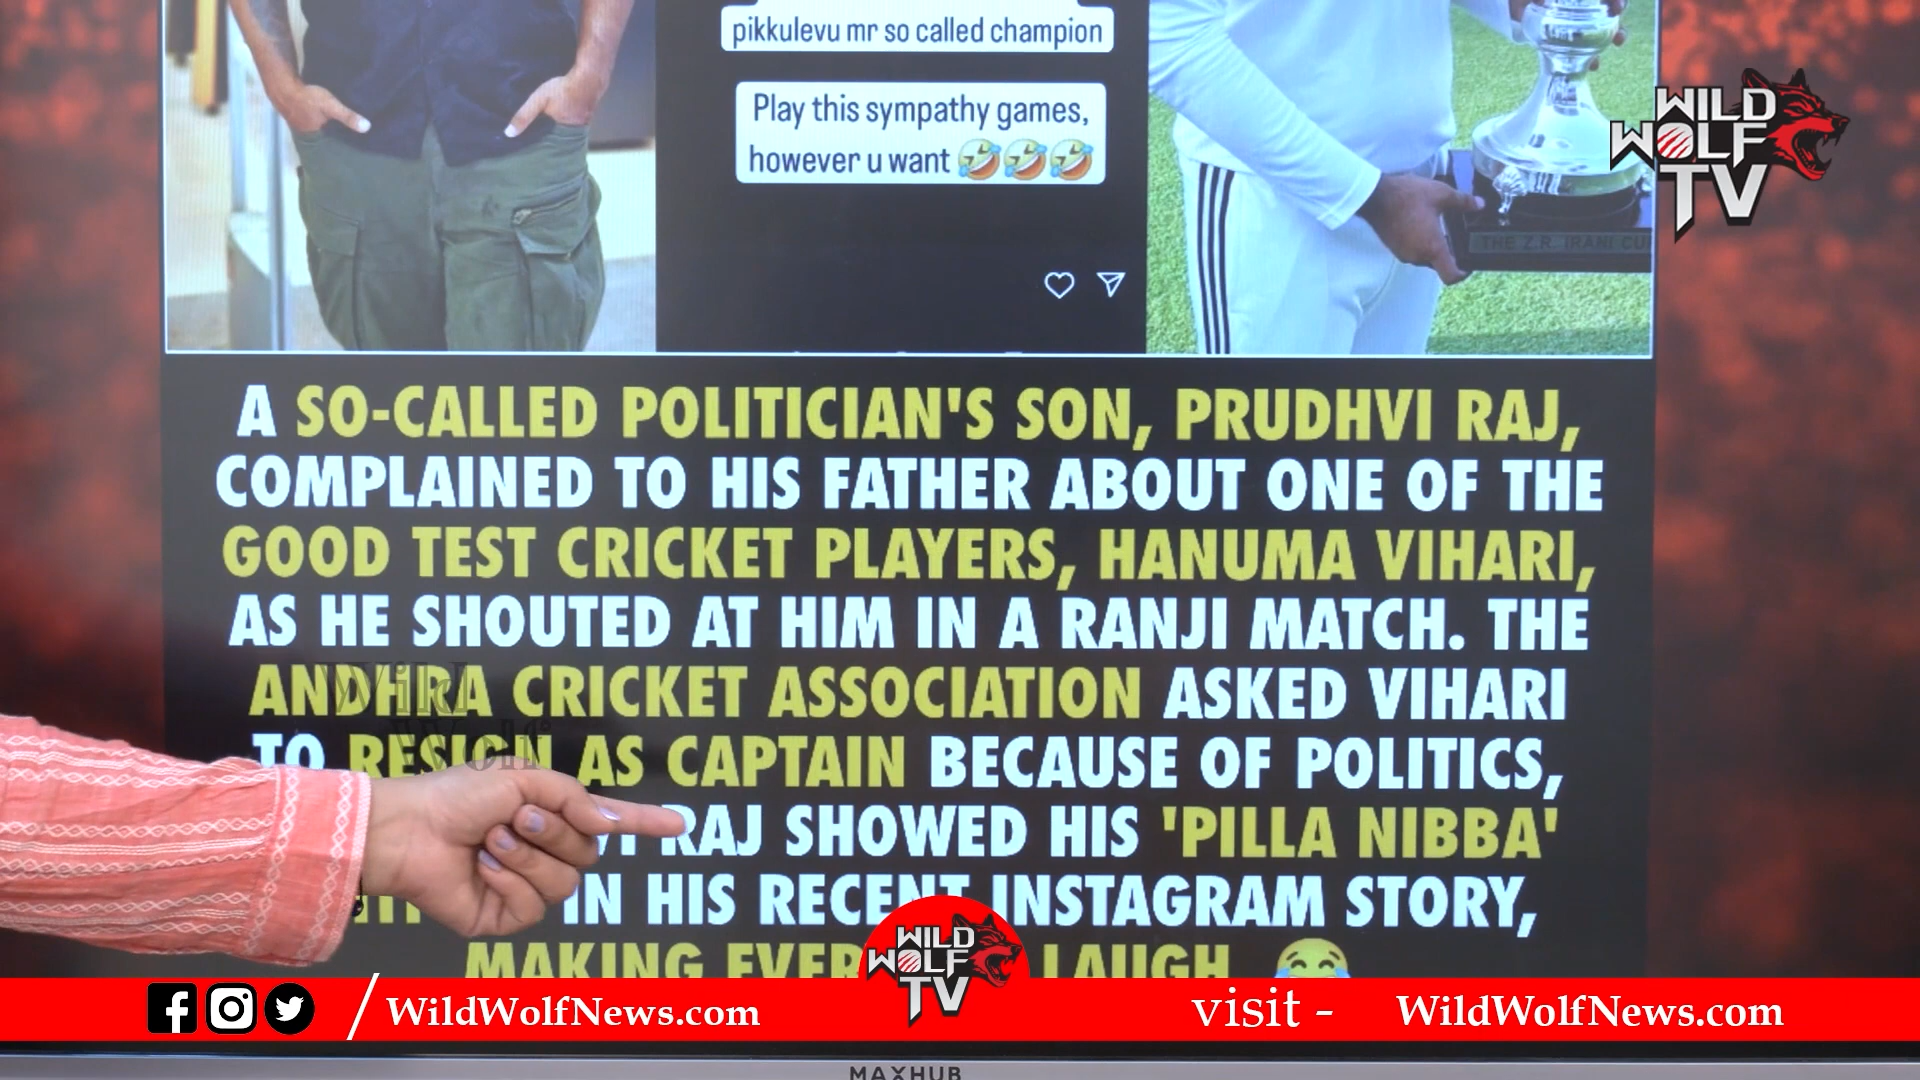 pikkulevu mr so called champion
Play this sympathy games,
however u want 🤣🤣🤣
THE Z.R. IRANI CU
WILD
WOLF
TV
A SO-CALLED POLITICIAN'S SON, PRUDHVI RAJ,
COMPLAINED TO HIS FATHER ABOUT ONE OF THE
GOOD TEST CRICKET PLAYERS, HANUMA VIHARI,
AS HE SHOUTED AT HIM IN A RANJI MATCH. THE
ANDHRA CRICKET ASSOCIATION ASKED VIHARI
TO RESIGN AS CAPTAIN BECAUSE OF POLITICS,
RAJ SHOWED HIS 'PILLA NIBBA'
IN HIS RECENT INSTAGRAM STORY,
MAKING LAUGH 😂
Wild
Wolf
WILD
WOLF
TV
WildWolfNews.com
visit - WildWolfNews.com
MAXHUB